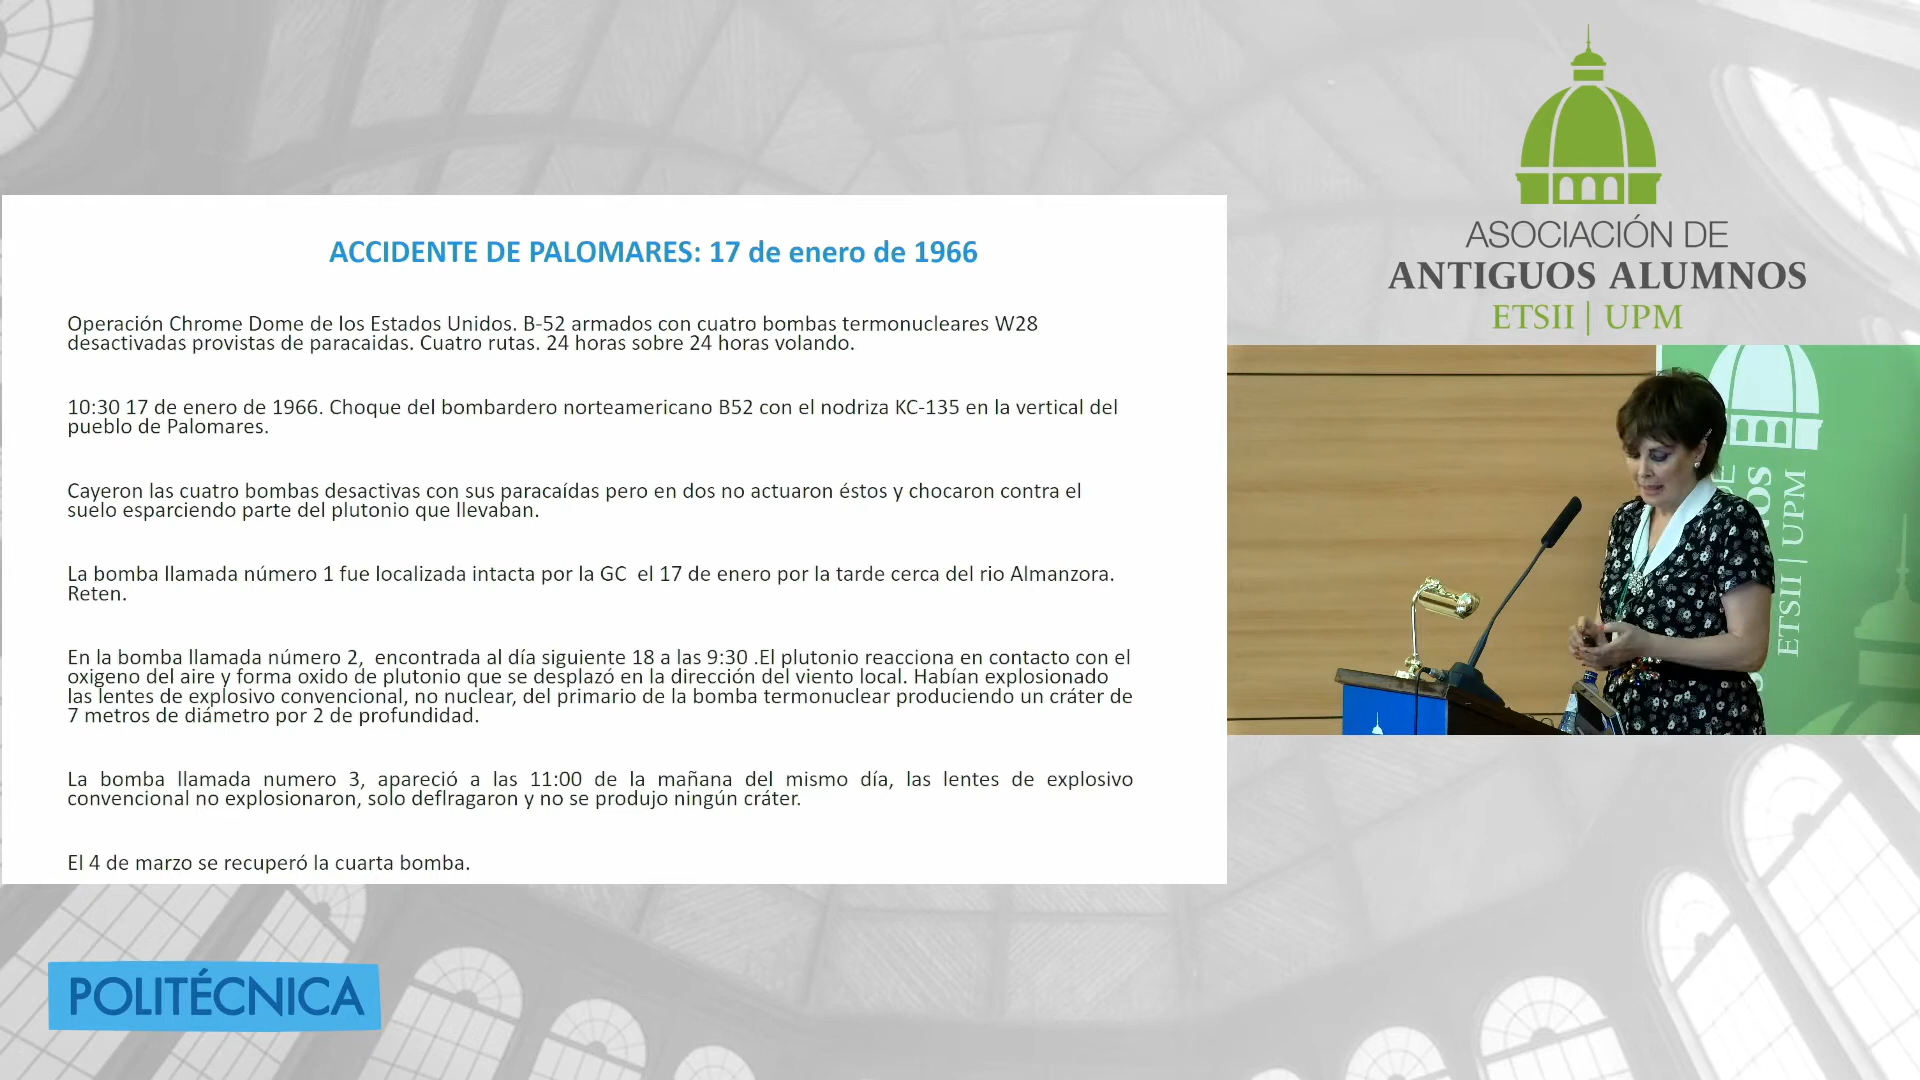 ACCIDENTE DE PALOMARES: 17 de enero de 1966
Operación Chrome Dome de los Estados Unidos. B-52 armados con cuatro bombas termonucleares W28
desactivadas provistas de paracaidas. Cuatro rutas. 24 horas sobre 24 horas volando.
10:30 17 de enero de 1966. Choque del bombardero norteamericano B52 con el nodriza KC-135 en la vertical del
pueblo de Palomares.
Cayeron las cuatro bombas desactivas con sus paracaídas pero en dos no actuaron éstos y chocaron contra el
suelo esparciendo parte del plutonio que llevaban.
La bomba llamada número 1 fue localizada intacta por la GC  el 17 de enero por la tarde cerca del rio Almanzora.
Reten.
En la bomba llamada número 2,  encontrada al día siguiente 18 a las 9:30 .El plutonio reacciona en contacto con el
oxigeno del aire y forma oxido de plutonio que se desplazó en la dirección del viento local. Habían explosionado
las lentes de explosivo convencional, no nuclear, del primario de la bomba termonuclear produciendo un cráter de
7 metros de diámetro por 2 de profundidad.
La bomba llamada numero 3, apareció a las 11:00 de la mañana del mismo día, las lentes de explosivo
convencional no explosionaron, solo deflragaron y no se produjo ningún cráter.
El 4 de marzo se recuperó la cuarta bomba.
ASOCIACIÓN DE
ANTIGUOS ALUMNOS
ETSII | UPM
ETSII | UPM
POLITÉCNICA